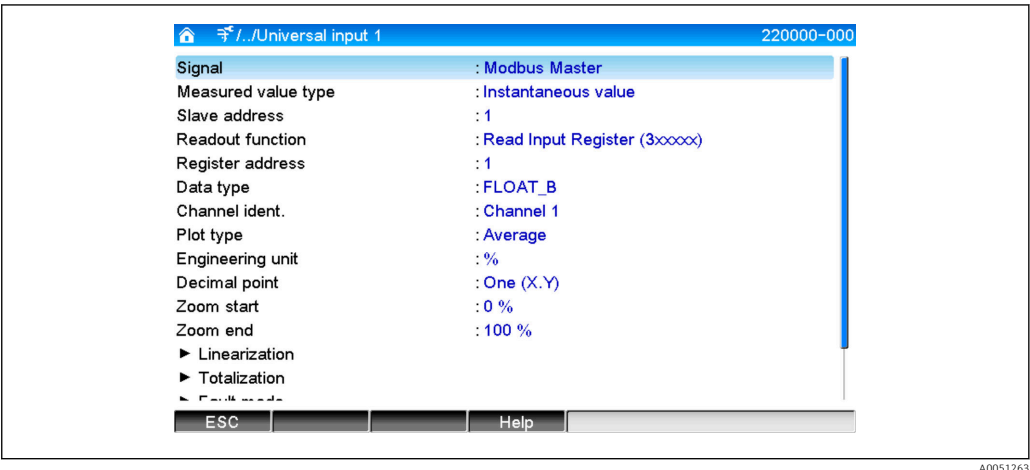 /../Universal input 1 220000-000
Signal : Modbus Master
Measured value type : Instantaneous value
Slave address : 1
Readout function : Read Input Register (3xxxxx)
Register address : 1
Data type : FLOAT_B
Channel ident. : Channel 1
Plot type : Average
Engineering unit : %
Decimal point : One (X.Y)
Zoom start : 0 %
Zoom end : 100 %
► Linearization
► Totalization
► Fault mode
ESC Help
A0051263